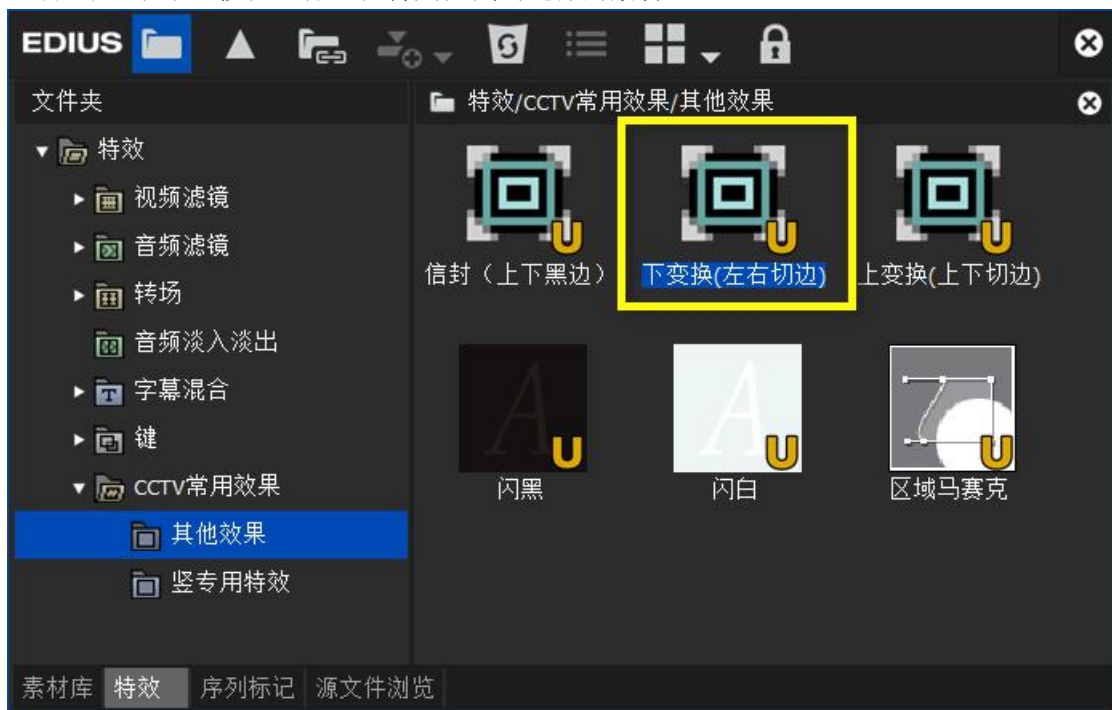 EDIUS
文件夹
特效/CCTV常用效果/其他效果
特效
视频滤镜
音频滤镜
转场
音频淡入淡出
字幕混合
键
CCTV常用效果
其他效果
竖专用特效
信封（上下黑边）
下变换(左右切边)
上变换(上下切边)
闪黑
闪白
区域马赛克
素材库 特效 序列标记 源文件浏览